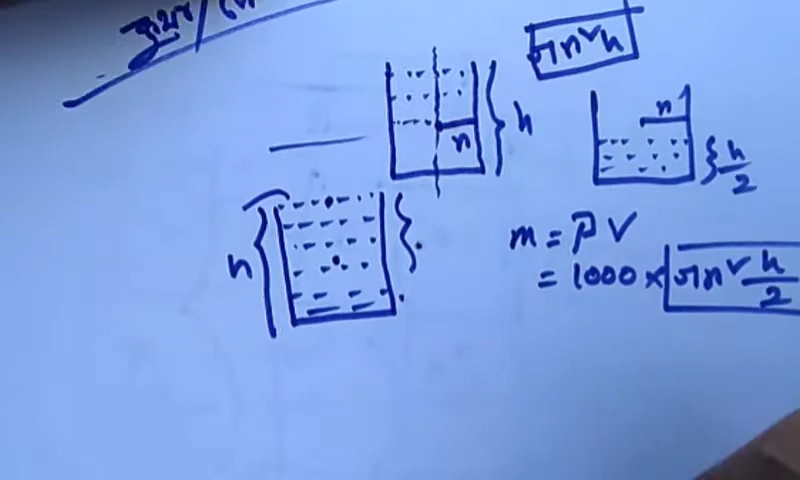 কুয়া/
πr²h
h
r
r
h/2
h
m = ρV
= 1000 × πr² h/2